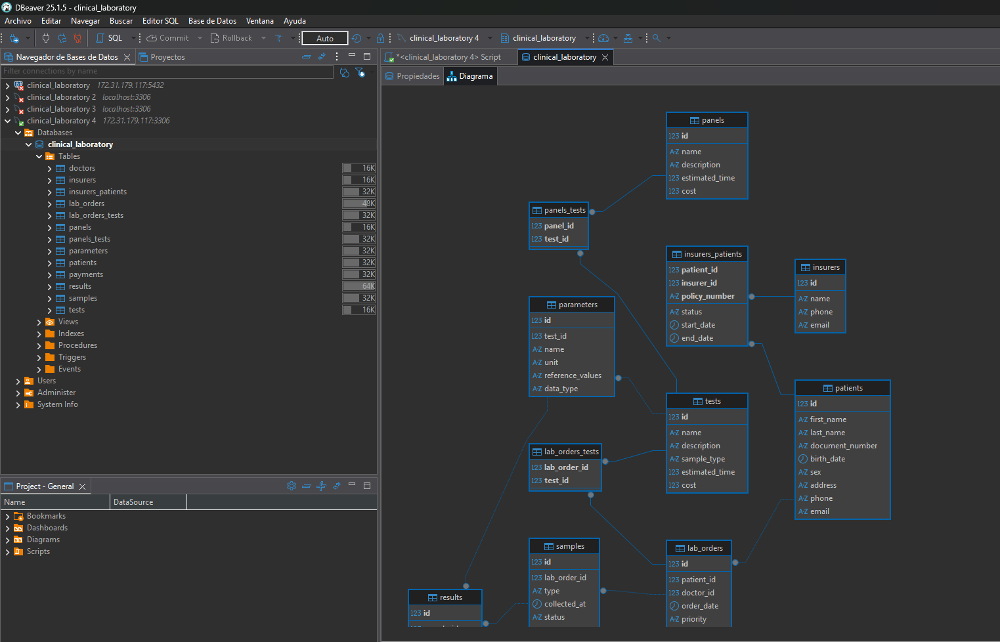 DBeaver 25.1.5 - clinical_laboratory
Archivo Editar Navegar Buscar Editor SQL Base de Datos Ventana Ayuda
SQL Commit Rollback T Auto clinical_laboratory 4 clinical_laboratory
Navegador de Bases de Datos Proyectos
Filter connections by name
clinical_laboratory 172.31.179.117:5432
clinical_laboratory 2 localhost:3306
clinical_laboratory 3 localhost:3306
clinical_laboratory 4 172.31.179.117:3306
Databases
clinical_laboratory
Tables
doctors 16K
insurers 16K
insurers_patients 32K
lab_orders 48K
lab_orders_tests 32K
panels 16K
panels_tests 32K
parameters 32K
patients 32K
payments 32K
results 64K
samples 32K
tests 16K
Views
Indexes
Procedures
Triggers
Events
Users
Administer
System Info
Project - General
Name DataSource
Bookmarks
Dashboards
Diagrams
Scripts
*<clinical_laboratory 4> Script clinical_laboratory
Propiedades Diagrama
panels
123 id
A-Z name
A-Z description
123 estimated_time
123 cost
panels_tests
123 panel_id
123 test_id
insurers_patients
123 patient_id
123 insurer_id
A-Z policy_number
A-Z status
start_date
end_date
insurers
123 id
A-Z name
A-Z phone
A-Z email
parameters
123 id
123 test_id
A-Z name
A-Z unit
A-Z reference_values
A-Z data_type
tests
123 id
A-Z name
A-Z description
A-Z sample_type
123 estimated_time
123 cost
patients
123 id
A-Z first_name
A-Z last_name
A-Z document_number
birth_date
A-Z sex
A-Z address
A-Z phone
A-Z email
lab_orders_tests
123 lab_order_id
123 test_id
samples
123 id
123 lab_order_id
A-Z type
collected_at
A-Z status
lab_orders
123 id
123 patient_id
123 doctor_id
order_date
A-Z priority
results
123 id